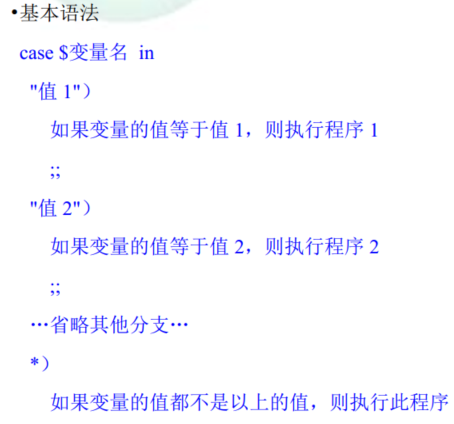 •基本语法
case $变量名 in
"值 1"）
如果变量的值等于值 1，则执行程序 1
;;
"值 2"）
如果变量的值等于值 2，则执行程序 2
;;
…省略其他分支…
*）
如果变量的值都不是以上的值，则执行此程序